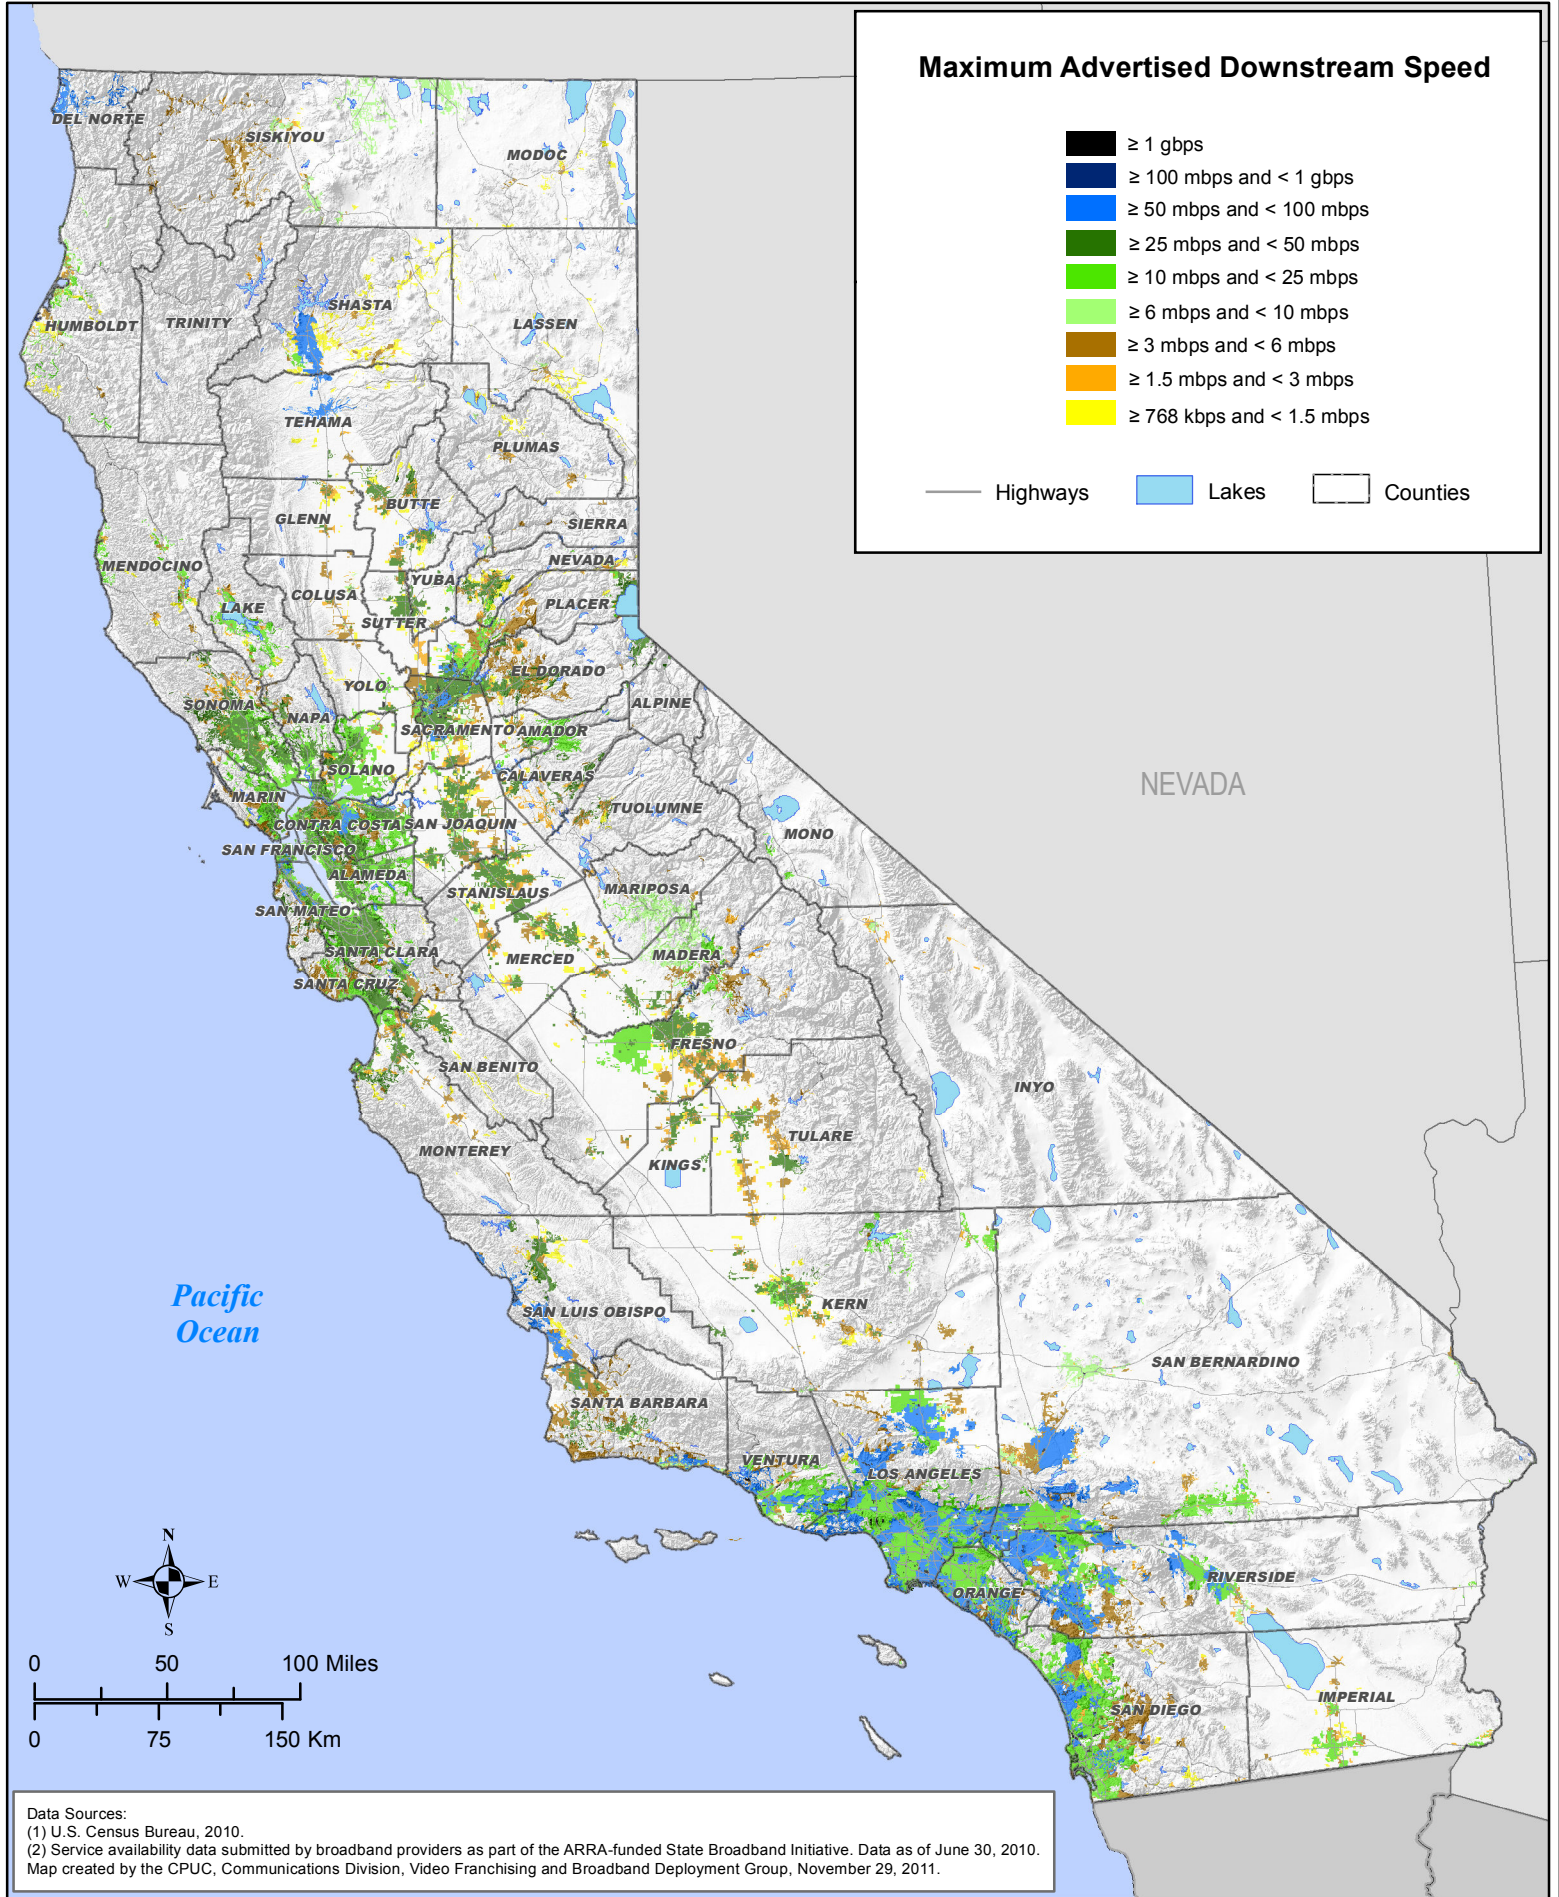 Maximum Advertised Downstream Speed
≥ 1 gbps
≥ 100 mbps and < 1 gbps
≥ 50 mbps and < 100 mbps
≥ 25 mbps and < 50 mbps
≥ 10 mbps and < 25 mbps
≥ 6 mbps and < 10 mbps
≥ 3 mbps and < 6 mbps
≥ 1.5 mbps and < 3 mbps
≥ 768 kbps and < 1.5 mbps
Highways
Lakes
Counties
DEL NORTE
SISKIYOU
MODOC
HUMBOLDT
TRINITY
SHASTA
LASSEN
TEHAMA
PLUMAS
BUTTE
GLENN
SIERRA
MENDOCINO
NEVADA
YUBA
COLUSA
PLACER
LAKE
SUTTER
EL DORADO
YOLO
SONOMA
NAPA
ALPINE
SACRAMENTO
AMADOR
SOLANO
CALAVERAS
NEVADA
MARIN
TUOLUMNE
CONTRA COSTA
SAN JOAQUIN
MONO
SAN FRANCISCO
ALAMEDA
STANISLAUS
MARIPOSA
SAN MATEO
SANTA CLARA
MERCED
MADERA
SANTA CRUZ
FRESNO
SAN BENITO
INYO
MONTEREY
TULARE
KINGS
Pacific
Ocean
SAN LUIS OBISPO
KERN
SAN BERNARDINO
SANTA BARBARA
VENTURA
LOS ANGELES
ORANGE
RIVERSIDE
SAN DIEGO
IMPERIAL
N
W
E
S
0
50
100 Miles
0
75
150 Km
Data Sources:
(1) U.S. Census Bureau, 2010.
(2) Service availability data submitted by broadband providers as part of the ARRA-funded State Broadband Initiative. Data as of June 30, 2010.
Map created by the CPUC, Communications Division, Video Franchising and Broadband Deployment Group, November 29, 2011.